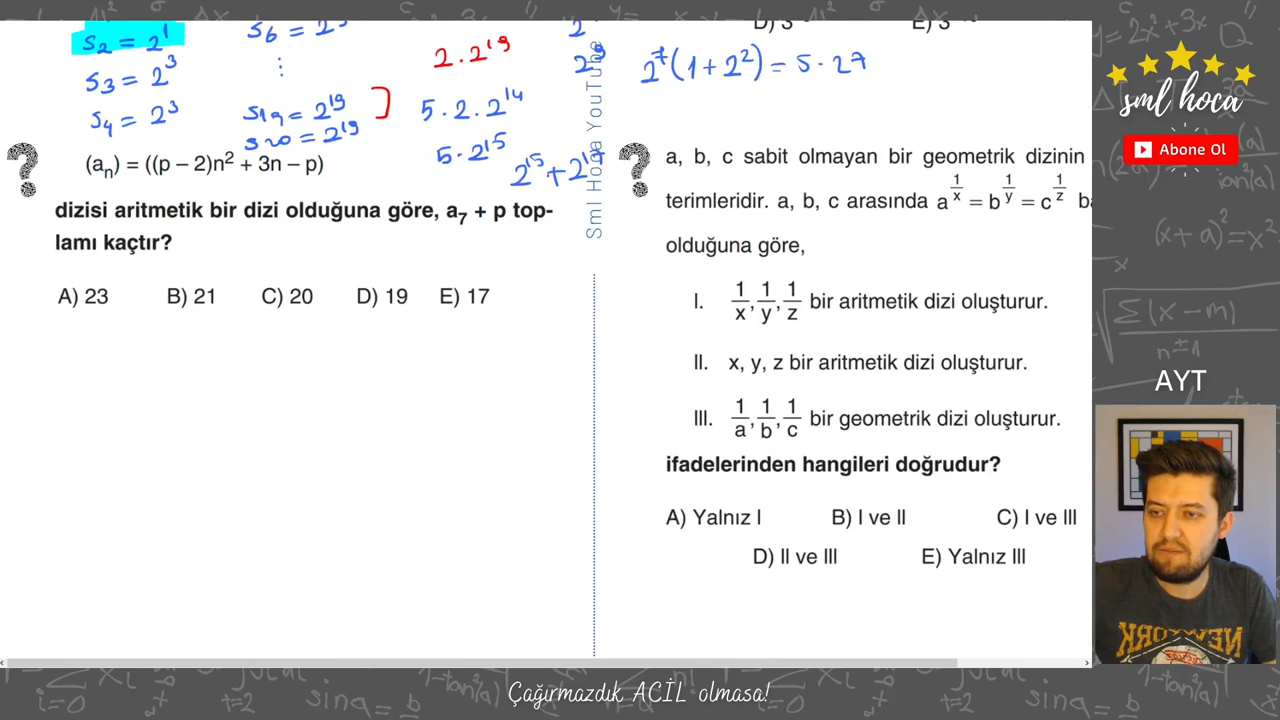 S₂ = 2¹
S₃ = 2³
S₄ = 2³
S₁₉ = 2¹⁹
S20 = 2¹⁹
2.2¹⁹
5.2.2¹⁴
5.2¹⁵
2¹⁵+2¹⁷
(aₙ) = ((p – 2)n² + 3n – p)
dizisi aritmetik bir dizi olduğuna göre, a₇ + p top-
lamı kaçtır?
A) 23 B) 21 C) 20 D) 19 E) 17
Sml Hoca YouTube
D) 3 E) 3
2⁷(1+2²) = 5.27
a, b, c sabit olmayan bir geometrik dizinin
terimleridir. a, b, c arasında a^(1/x) = b^(1/y) = c^(1/z)
olduğuna göre,
I. 1/x, 1/y, 1/z bir aritmetik dizi oluşturur.
II. x, y, z bir aritmetik dizi oluşturur.
III. 1/a, 1/b, 1/c bir geometrik dizi oluşturur.
ifadelerinden hangileri doğrudur?
A) Yalnız I B) I ve II C) I ve III
D) II ve III E) Yalnız III
sml hoca
Abone Ol
AYT
Çağırmazdık ACİL olmasa!